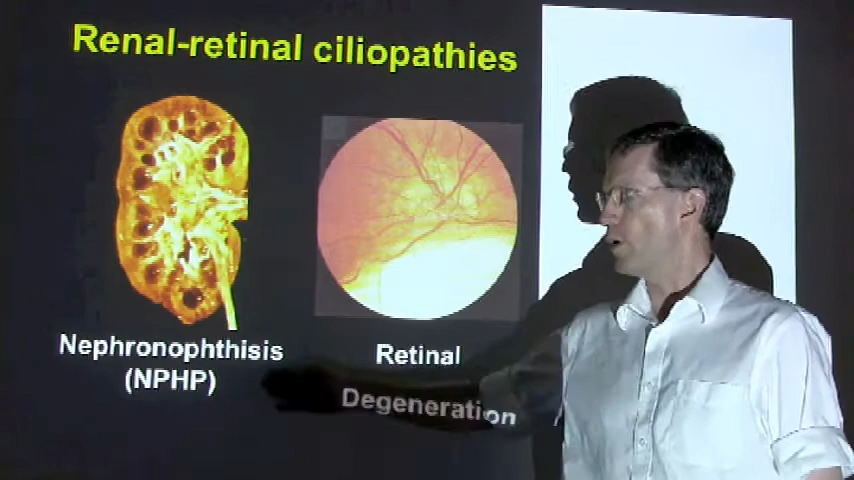 Renal-retinal ciliopathies
Nephronophthisis
(NPHP)
Retinal
Degeneration